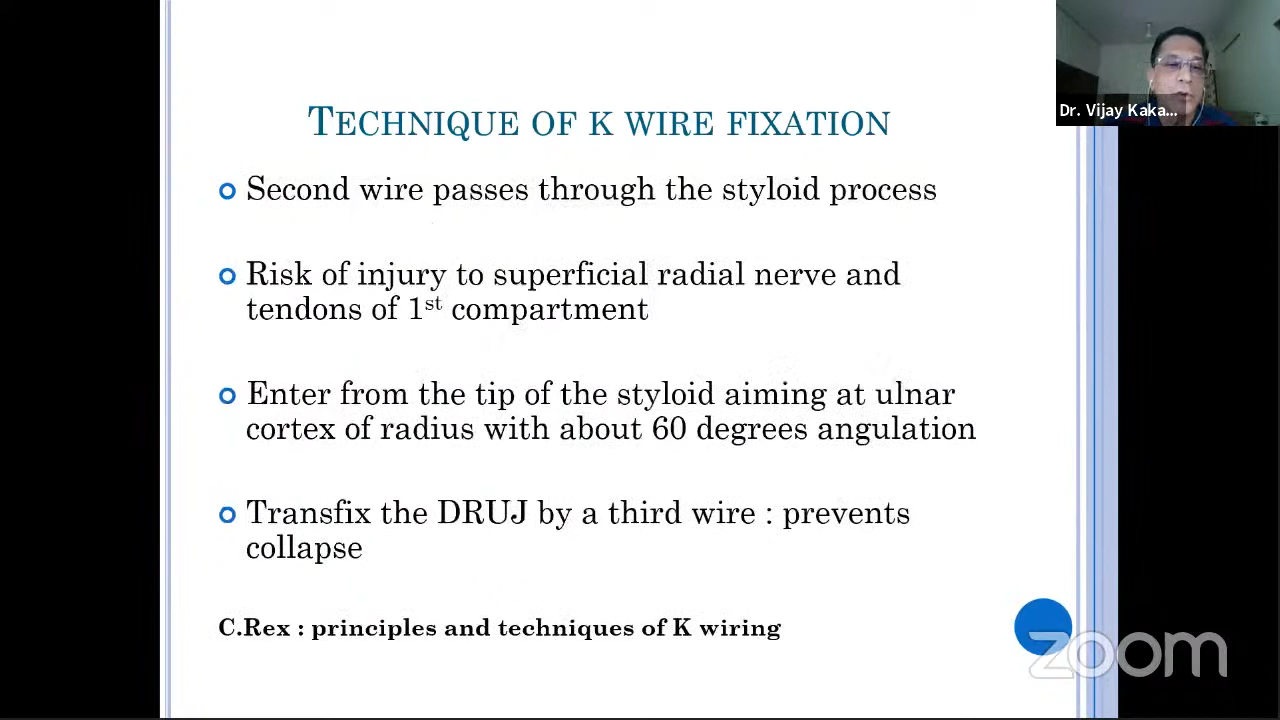 TECHNIQUE OF K WIRE FIXATION
Dr. Vijay Kaka...
Second wire passes through the styloid process
Risk of injury to superficial radial nerve and
tendons of 1st compartment
Enter from the tip of the styloid aiming at ulnar
cortex of radius with about 60 degrees angulation
Transfix the DRUJ by a third wire : prevents
collapse
C.Rex : principles and techniques of K wiring
zoom